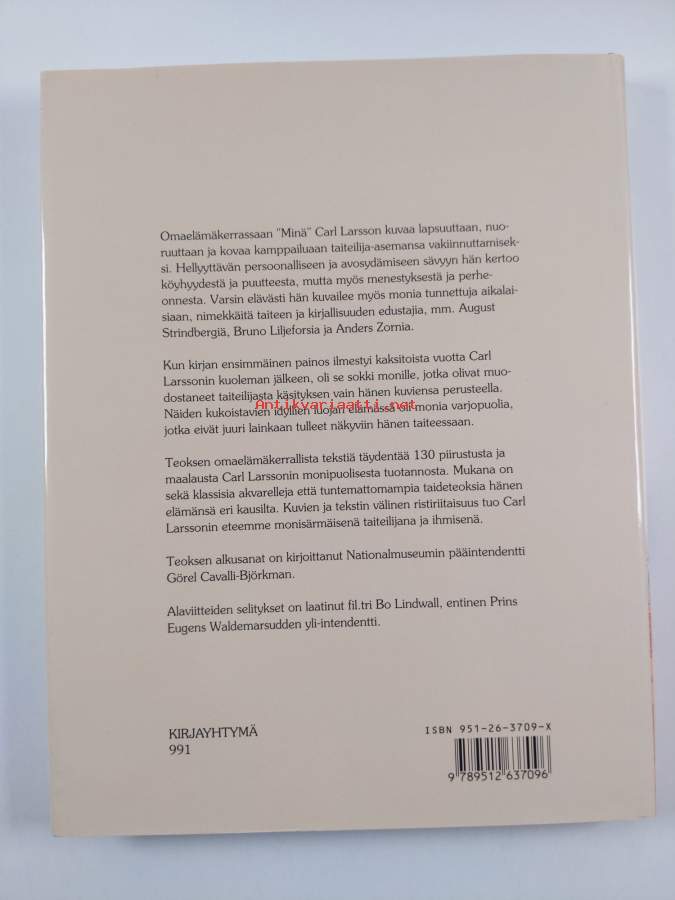 Omaelämäkerrassaan "Minä" Carl Larsson kuvaa lapsuuttaan, nuo-
ruuttaan ja kovaa kamppailuaan taiteilija-asemansa vakiinnuttamisek-
si. Hellyyttävän persoonalliseen ja avosydämiseen sävyyn hän kertoo
köyhyydestä ja puutteesta, mutta myös menestyksestä ja perhe-
onnesta. Varsin elävästi hän kuvailee myös monia tunnettuja aikalai-
siaan, nimekkäitä taiteen ja kirjallisuuden edustajia, mm. August
Strindbergiä, Bruno Liljeforsia ja Anders Zornia.
Kun kirjan ensimmäinen painos ilmestyi kaksitoista vuotta Carl
Larssonin kuoleman jälkeen, oli se sokki monille, jotka olivat muo-
dostaneet taiteilijasta käsityksen vain hänen kuviensa perusteella.
Antikvariaatti.net
Näiden kukoistavien idyllien luojan elämässä oli monia varjopuolia,
jotka eivät juuri lainkaan tulleet näkyviin hänen taiteessaan.
Teoksen omaelämäkerrallista tekstiä täydentää 130 piirustusta ja
maalausta Carl Larssonin monipuolisesta tuotannosta. Mukana on
sekä klassisia akvarelleja että tuntemattomampia taideteoksia hänen
elämänsä eri kausilta. Kuvien ja tekstin välinen ristiriitaisuus tuo Carl
Larssonin eteemme monisärmäisenä taiteilijana ja ihmisenä.
Teoksen alkusanat on kirjoittanut Nationalmuseumin pääintendentti
Görel Cavalli-Björkman.
Alaviitteiden selitykset on laatinut fil.tri Bo Lindwall, entinen Prins
Eugens Waldemarsudden yli-intendentti.
KIRJAYHTYMÄ
991
ISBN 951-26-3709-X
9 789512 637096